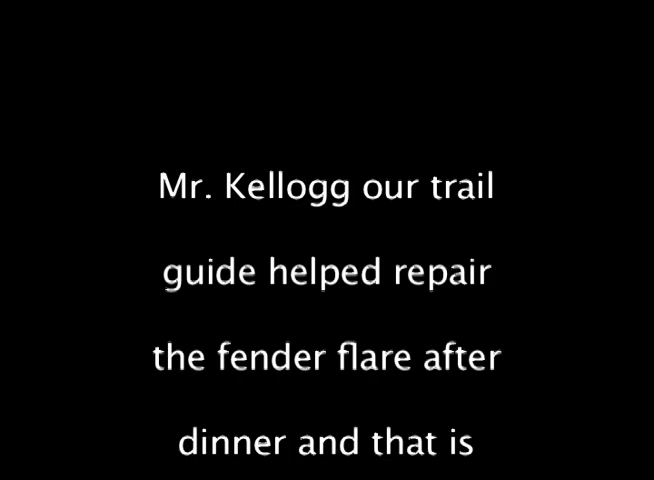 Mr. Kellogg our trail
guide helped repair
the fender flare after
dinner and that is